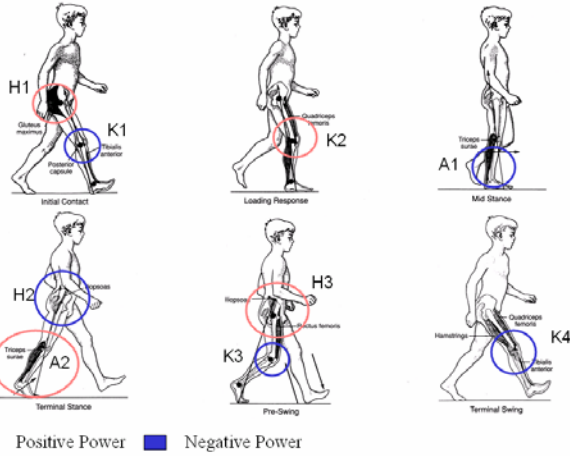 H1
K1
Gluteus
maximus
Tibialis
anterior
Posterior
capsule
Initial Contact
Quadriceps
femoris
K2
Loading Response
Triceps
surae
A1
Mid Stance
H2
Iliopsoas
Triceps
surae
A2
Terminal Stance
H3
Iliopsoas
Rectus femoris
K3
Pre-Swing
Quadriceps
femoris
Hamstrings
K4
Tibialis
anterior
Terminal Swing
Positive Power
Negative Power